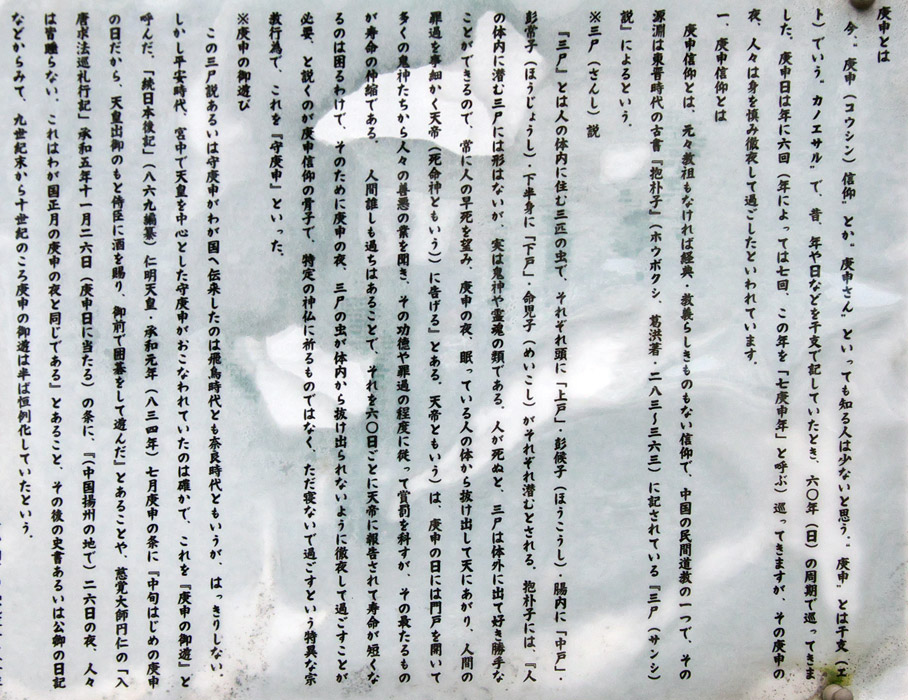 庚申とは
今、”庚申（コウシン）信仰”とか”庚申さん”といっても知る人は少ないと思う。”庚申”とは干支（エ
ト）でいう”カノエサル”で、昔、年や日などを干支で記していたとき、六〇年（日）の周期で巡ってきま
した。庚申日は年に六回（年によっては七回、この年を「七庚申年」と呼ぶ）巡ってきますが、その庚申の
夜、人々は身を慎み徹夜して過ごしたといわれています。
一、庚申信仰とは
庚申信仰とは、元々教祖もなければ経典・教義らしきものもない信仰で、中国の民間道教の一つで、その
源渊は東晋時代の古書『抱朴子』（ホウボクシ、葛洪著、二八三〜三六三）に記されている『三尸（サンシ）
説』によるという。
※三尸（さんし）説
『三尸』とは人の体内に住む三匹の虫で、それぞれ頭に「上尸」・彭候子（ほうこうし）・腸内に「中尸」・
彭常子（ほうじょうし）・下半身に「下尸」・命児子（めいこし）がそれぞれ潜むとされる。抱朴子には、『人
の体内に潜む三尸には形はないが、実は鬼神や霊魂の類である。人が死ぬと、三尸は体外に出て好き勝手な
ことができるので、常に人の早死を望み、庚申の夜、眠っている人の体から抜け出して天にあがり、人間の
罪過を事細かく天帝（死命神ともいう）に告げる』とある。天帝ともいう）は、庚申の日には門戸を開いて
多くの鬼神たちから人々の善悪の業を聞き、その功徳や罪過の程度に従って賞罰を科すが、その最たるもの
が寿命の伸縮である。人間誰しも過ちはあることで、それを六〇日ごとに天帝に報告されて寿命が短くな
るのは困るわけで、そのために庚申の夜、三尸の虫が体内から抜け出られないように徹夜して過ごすことが
必要、と説くのが庚申信仰の骨子で、特定の神仏に祈るものではなく、ただ寝ないで過ごすという特異な宗
教行為で、これを『守庚申』といった。
※庚申の御遊び
この三尸説あるいは守庚申がわが国へ伝来したのは飛鳥時代とも奈良時代ともいうが、はっきりしない。
しかし平安時代、宮中で天皇を中心とした守庚申がおこなわれていたのは確かで、これを『庚申の御遊』と
呼んだ。「続日本後記」（八六九編纂）仁明天皇・承和元年（八三四年）七月庚申の条に『中旬はじめの庚申
の日だから、天皇出御のもと侍臣に酒を賜り、御前で囲碁をして遊んだ』とあることや、慈覚大師円仁の「入
唐求法巡礼行記」承和五年十一月二六日（庚申日に当たる）の条に、『（中国揚州の地で）二六日の夜、人々
は皆睡らない。これはわが国正月の庚申の夜と同じである』とあること、その後の史書あるいは公卿の日記
などからみて、九世紀末から十世紀のころ庚申の御遊は半ば恒例化していたという。